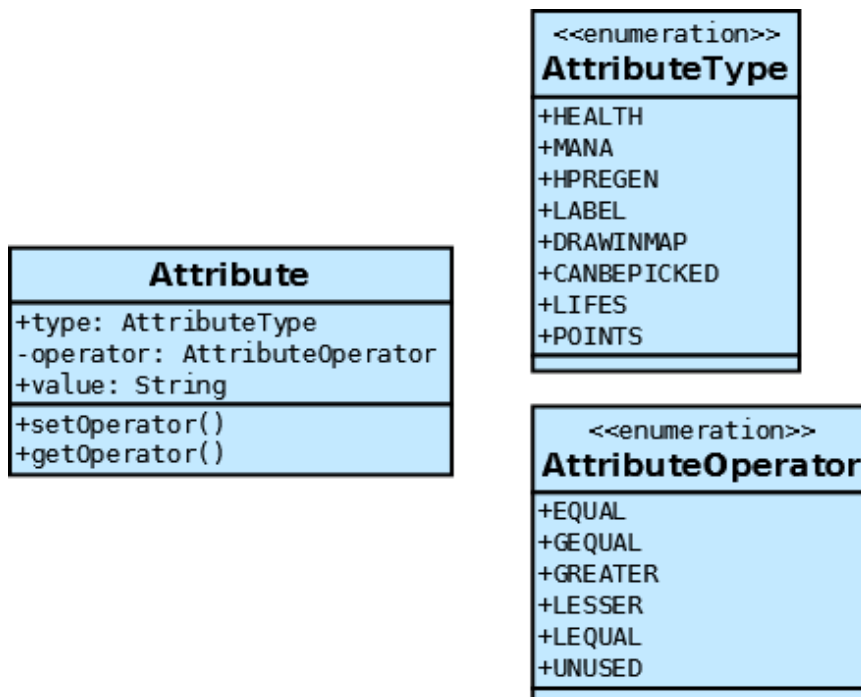 <<enumeration>>
AttributeType
+HEALTH
+MANA
+HPREGEN
+LABEL
+DRAWINMAP
+CANBEPICKED
+LIFES
+POINTS
Attribute
+type: AttributeType
-operator: AttributeOperator
+value: String
+setOperator()
+getOperator()
<<enumeration>>
AttributeOperator
+EQUAL
+GEQUAL
+GREATER
+LESSER
+LEQUAL
+UNUSED